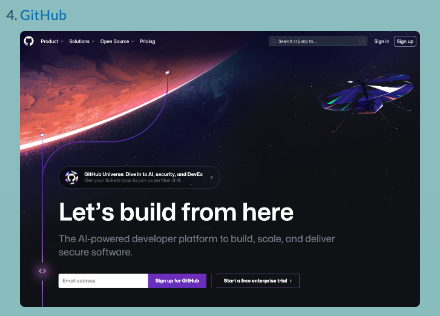 4. GitHub
Product Solutions Open Source Pricing
Search or jump to...
Sign in Sign up
GitHub Universe: Dive in to AI, security, and DevEx
Get your tickets now to join us on Nov. 8-9.
Let's build from here
The AI-powered developer platform to build, scale, and deliver
secure software.
Email address Sign up for GitHub Start a free enterprise trial